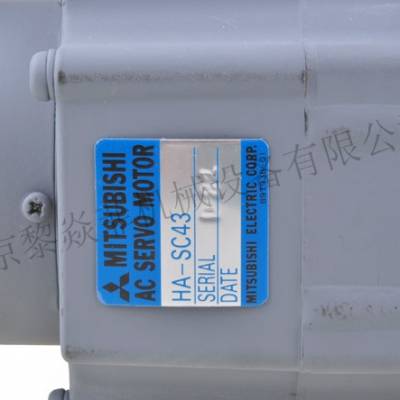 MITSUBISHI
AC SERVO MOTOR
HA-SC43
SERIAL
DATE
MITSUBISHI ELECTRIC CORP.
京黎焱 机械设备有限公